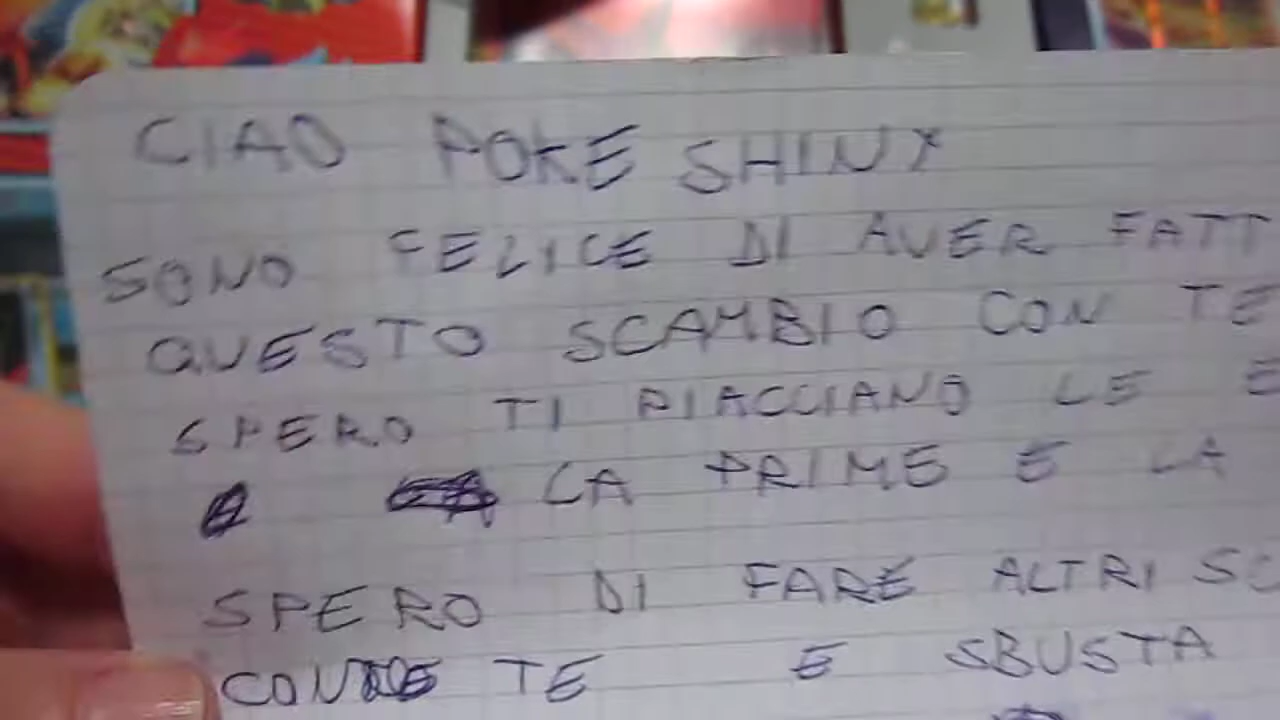 CIAO POKE SHINY
SONO FELICE DI AVER FATT
QUESTO SCAMBIO CON TE
SPERO TI PIACCIANO LE E
LA PRIME E LA
SPERO DI FARE ALTRI SC
CON TE E SBUSTA